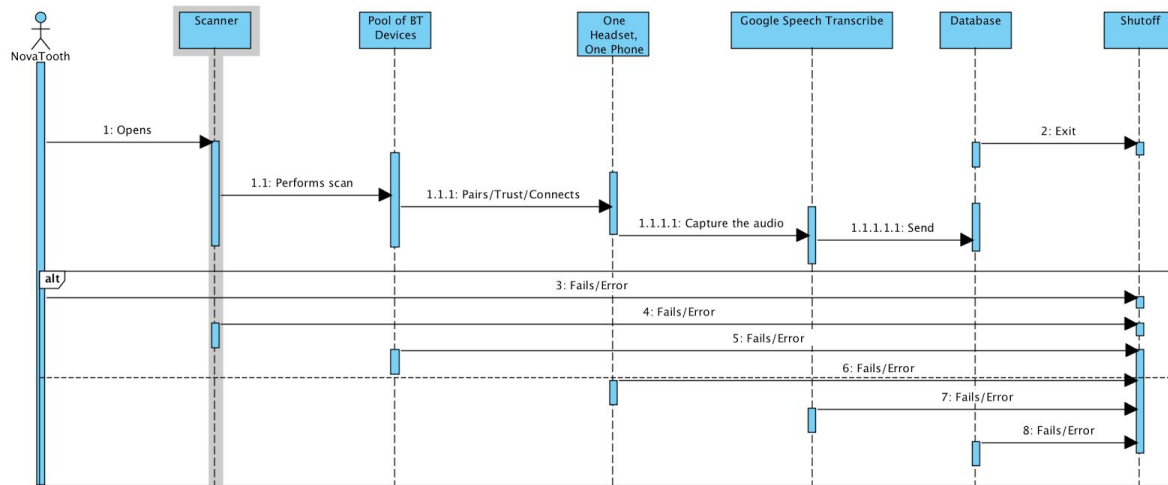 NovaTooth
Scanner
Pool of BT
Devices
One
Headset,
One Phone
Google Speech Transcribe
Database
Shutoff
1: Opens
2: Exit
1.1: Performs scan
1.1.1: Pairs/Trust/Connects
1.1.1.1: Capture the audio
1.1.1.1.1: Send
alt
3: Fails/Error
4: Fails/Error
5: Fails/Error
6: Fails/Error
7: Fails/Error
8: Fails/Error